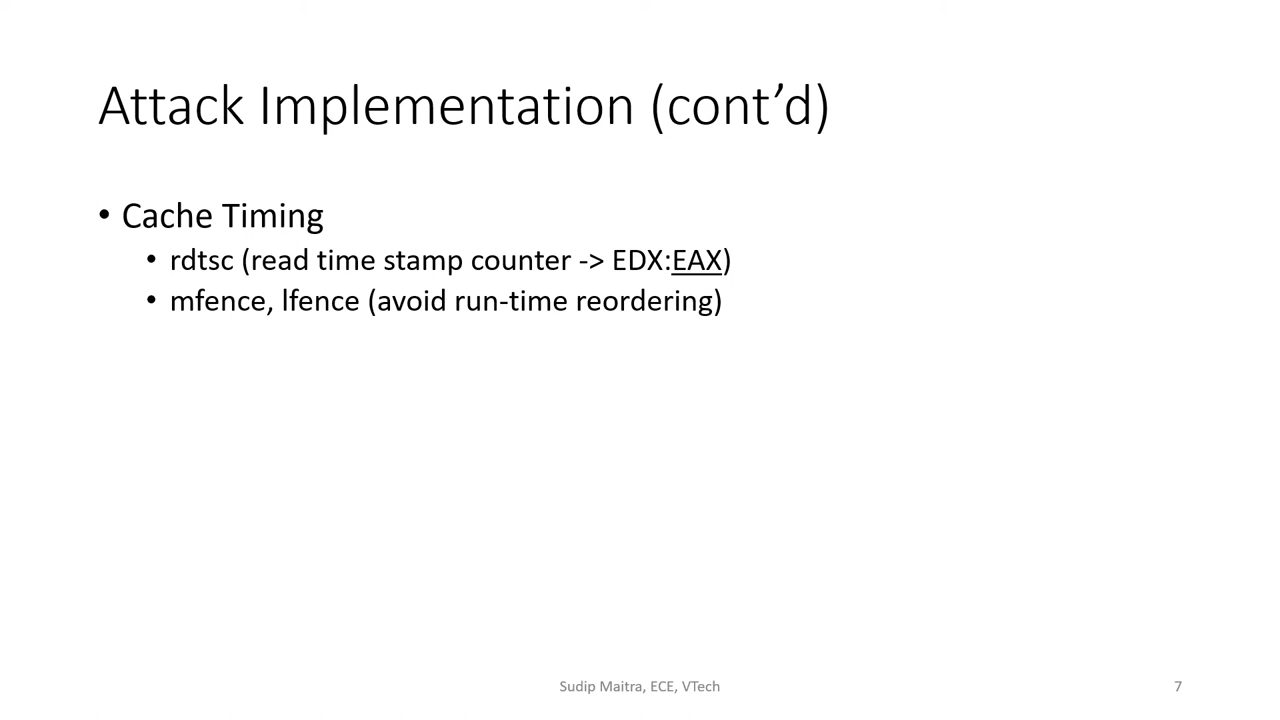 Attack Implementation (cont’d)
• Cache Timing
• rdtsc (read time stamp counter -> EDX:EAX)
• mfence, lfence (avoid run-time reordering)
Sudip Maitra, ECE, VTech
7